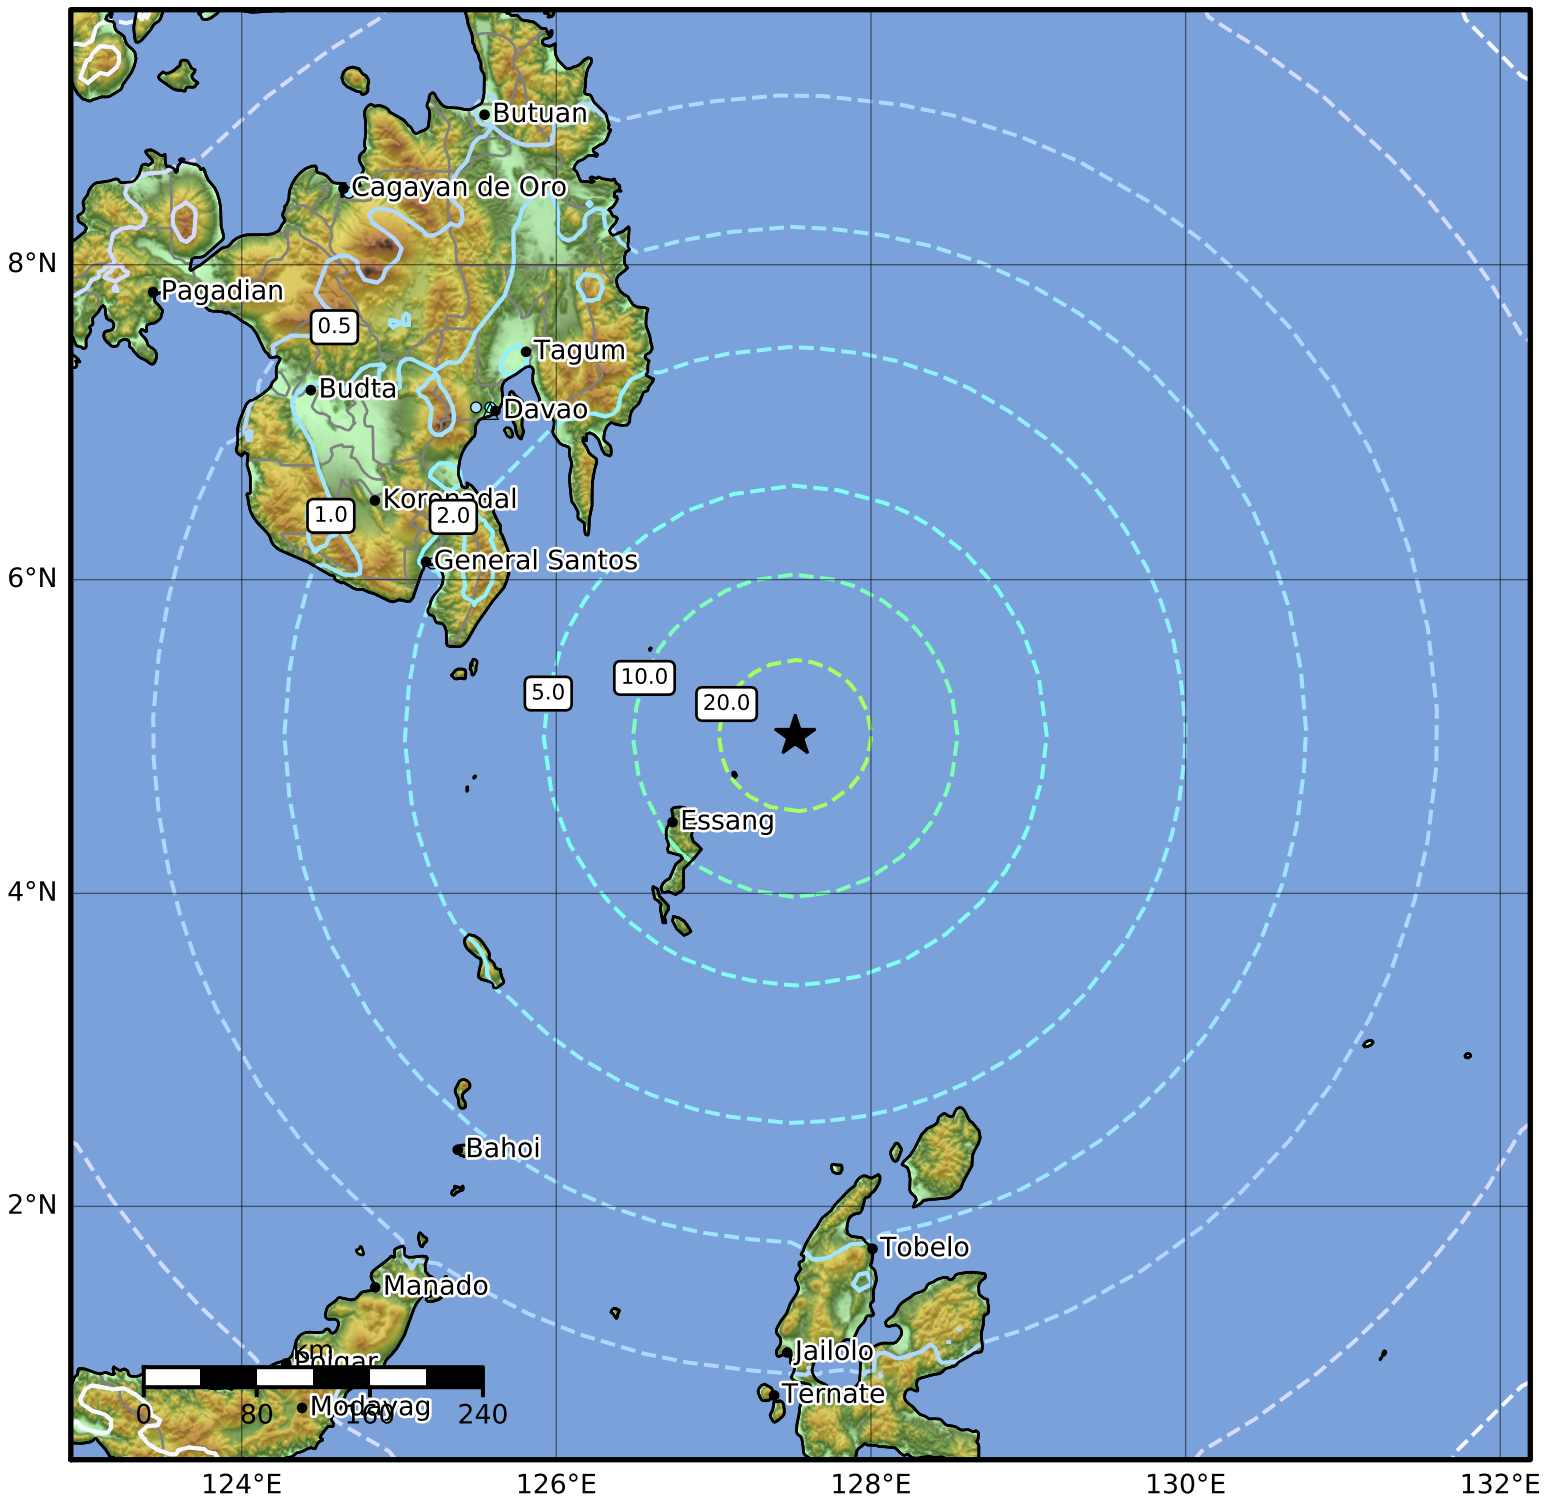 Butuan
Cagayan de Oro
8°N
Pagadian
0.5
Tagum
Budta
Davao
Koronadal
1.0
2.0
General Santos
6°N
10.0
5.0
20.0
Essang
4°N
Bahoi
2°N
Tobelo
Manado
km
Polgar
Jailolo
Ternate
Modayag
0 80 160 240
124°E 126°E 128°E 130°E 132°E